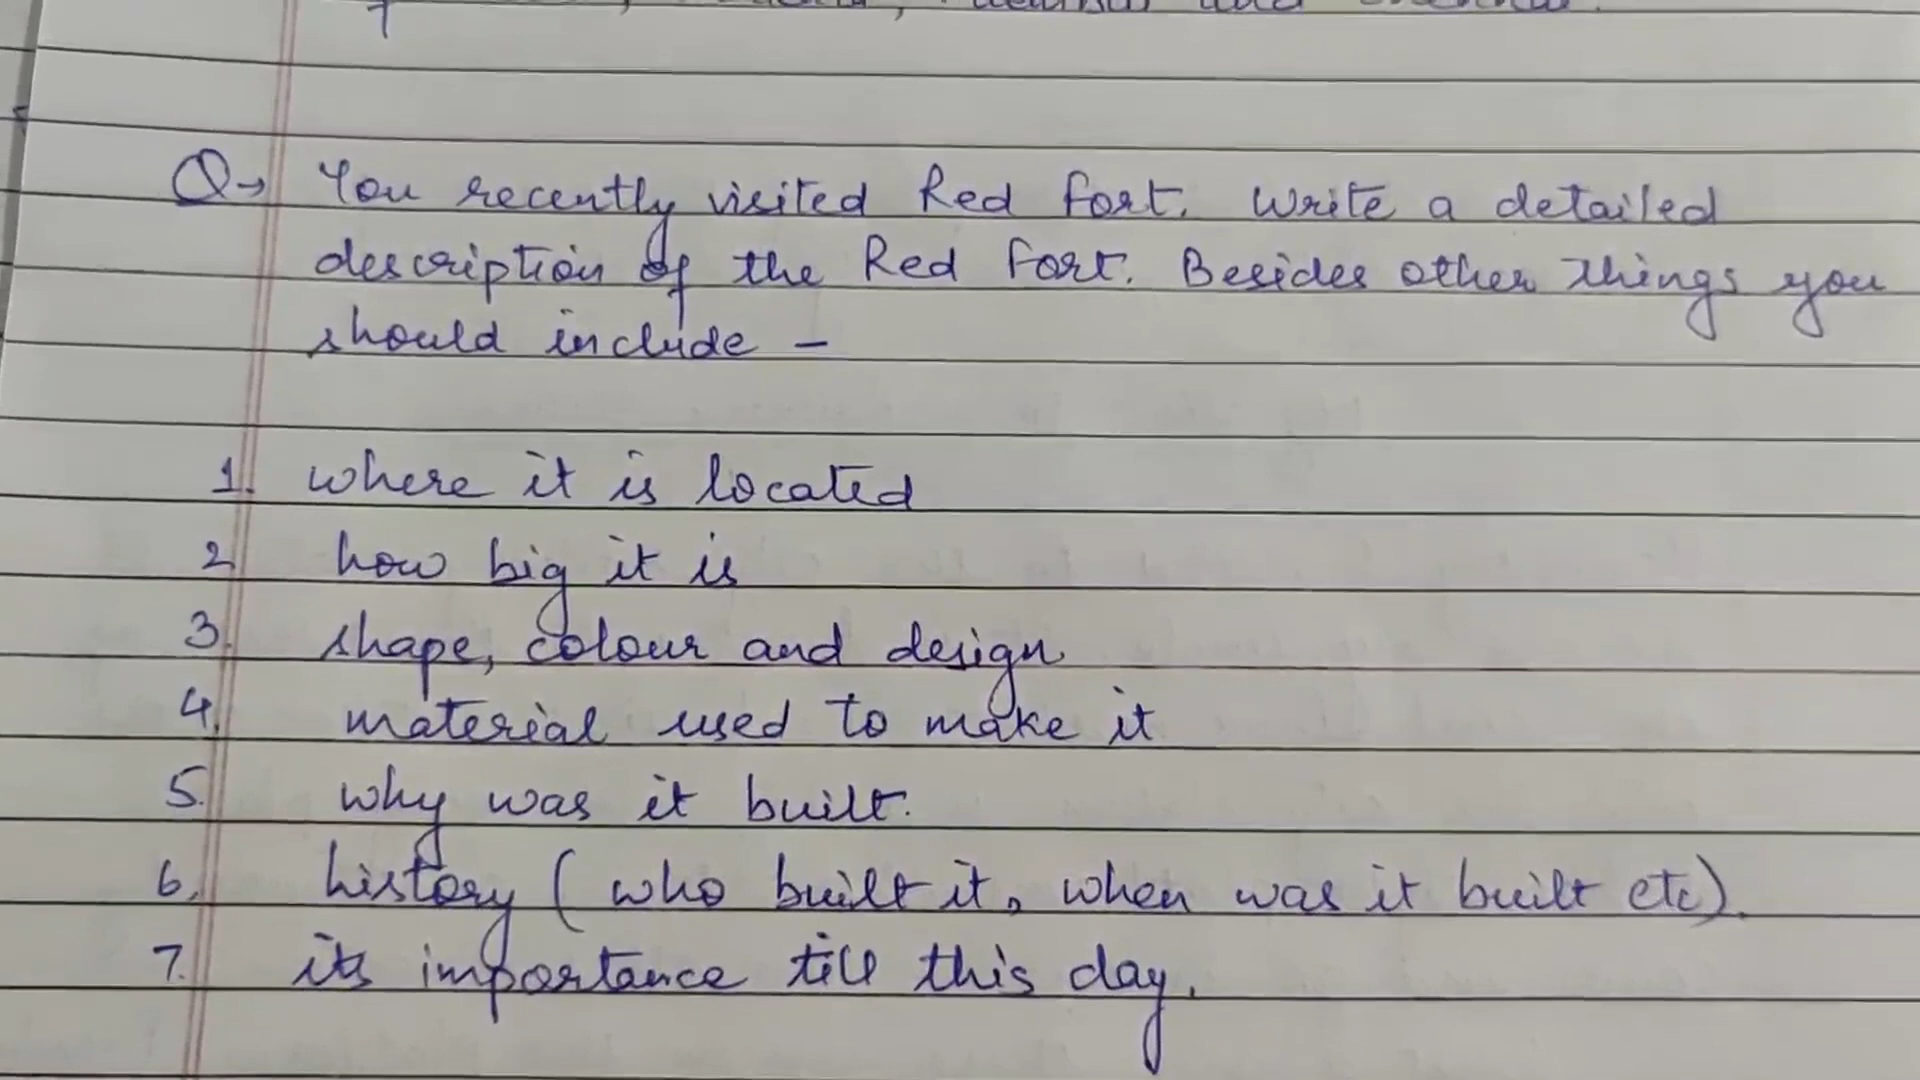 Q→ You recently visited Red Fort. Write a detailed
description of the Red Fort. Besides other things you
should include -
1. where it is located
2 how big it is
3. shape, colour and design
4. material used to make it
5. why was it built.
6. history (who built it, when was it built etc).
7. its importance till this day.